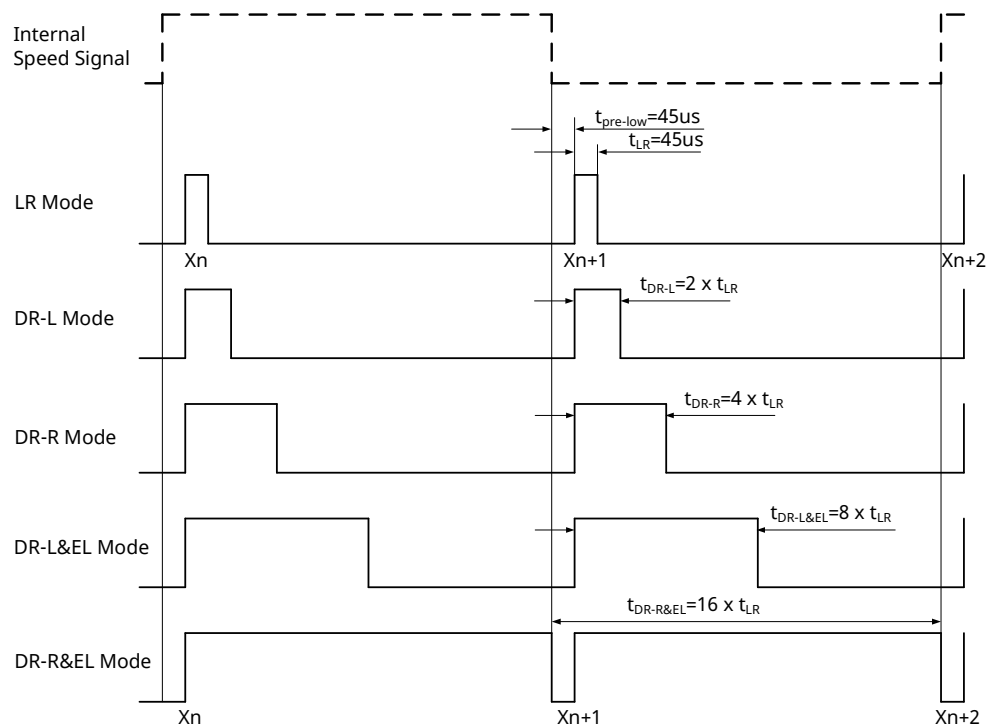 Internal
Speed Signal
tpre-low=45us
tLR=45us
LR Mode
Xn
Xn+1
Xn+2
tDR-L=2 x tLR
DR-L Mode
tDR-R=4 x tLR
DR-R Mode
tDR-L&EL=8 x tLR
DR-L&EL Mode
tDR-R&EL=16 x tLR
DR-R&EL Mode
Xn
Xn+1
Xn+2